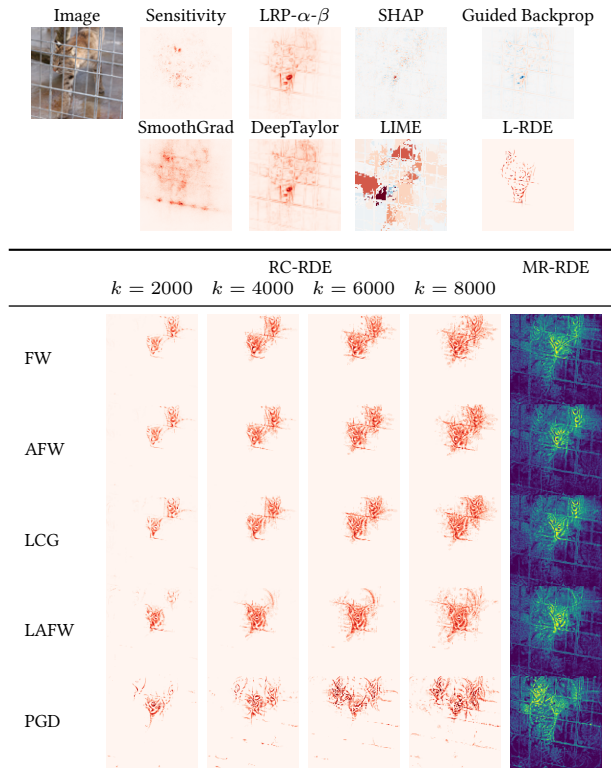 Image Sensitivity LRP-α-β SHAP Guided Backprop
SmoothGrad DeepTaylor LIME L-RDE
RC-RDE MR-RDE
k = 2000 k = 4000 k = 6000 k = 8000
FW
AFW
LCG
LAFW
PGD